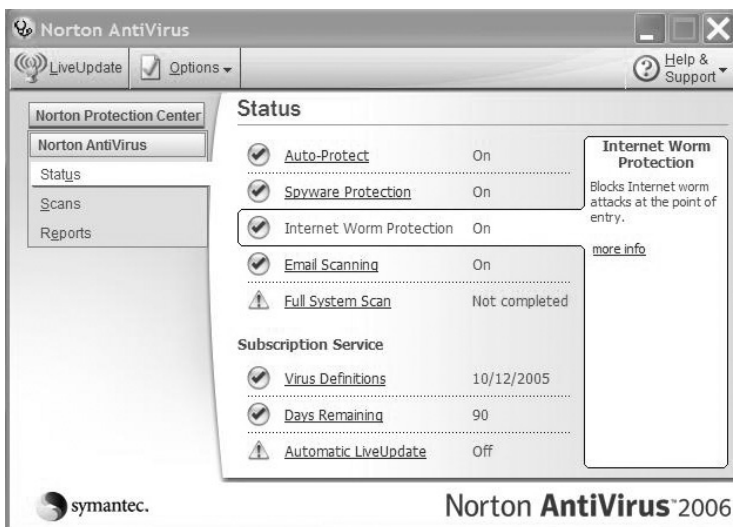 Norton AntiVirus
LiveUpdate Options Help & Support
Norton Protection Center
Norton AntiVirus
Status
Scans
Reports
Status
Auto-Protect On
Spyware Protection On
Internet Worm Protection On
Email Scanning On
Full System Scan Not completed
Subscription Service
Virus Definitions 10/12/2005
Days Remaining 90
Automatic LiveUpdate Off
Internet Worm
Protection
Blocks Internet worm
attacks at the point of
entry.
more info
symantec.
Norton AntiVirus™2006